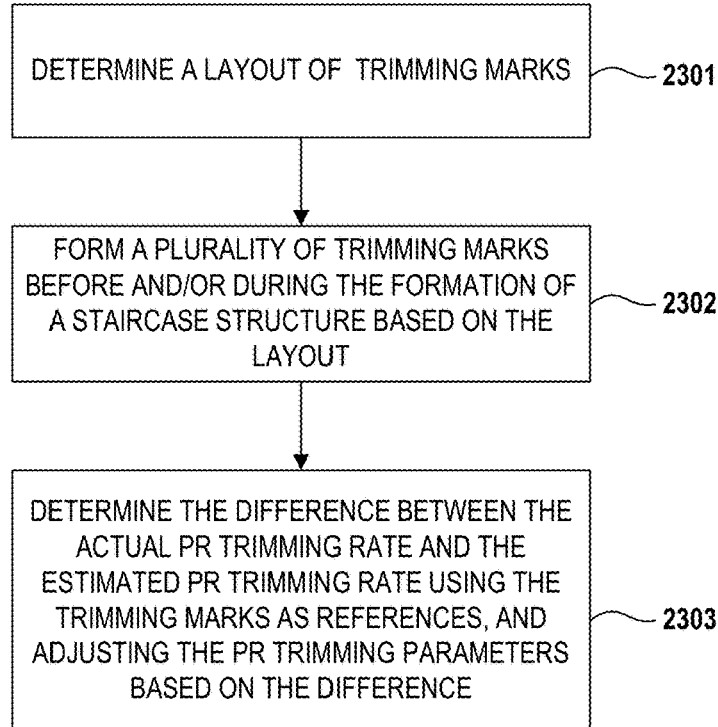 DETERMINE A LAYOUT OF TRIMMING MARKS
2301
FORM A PLURALITY OF TRIMMING MARKS
BEFORE AND/OR DURING THE FORMATION OF
A STAIRCASE STRUCTURE BASED ON THE
LAYOUT
2302
DETERMINE THE DIFFERENCE BETWEEN THE
ACTUAL PR TRIMMING RATE AND THE
ESTIMATED PR TRIMMING RATE USING THE
TRIMMING MARKS AS REFERENCES, AND
ADJUSTING THE PR TRIMMING PARAMETERS
BASED ON THE DIFFERENCE
2303